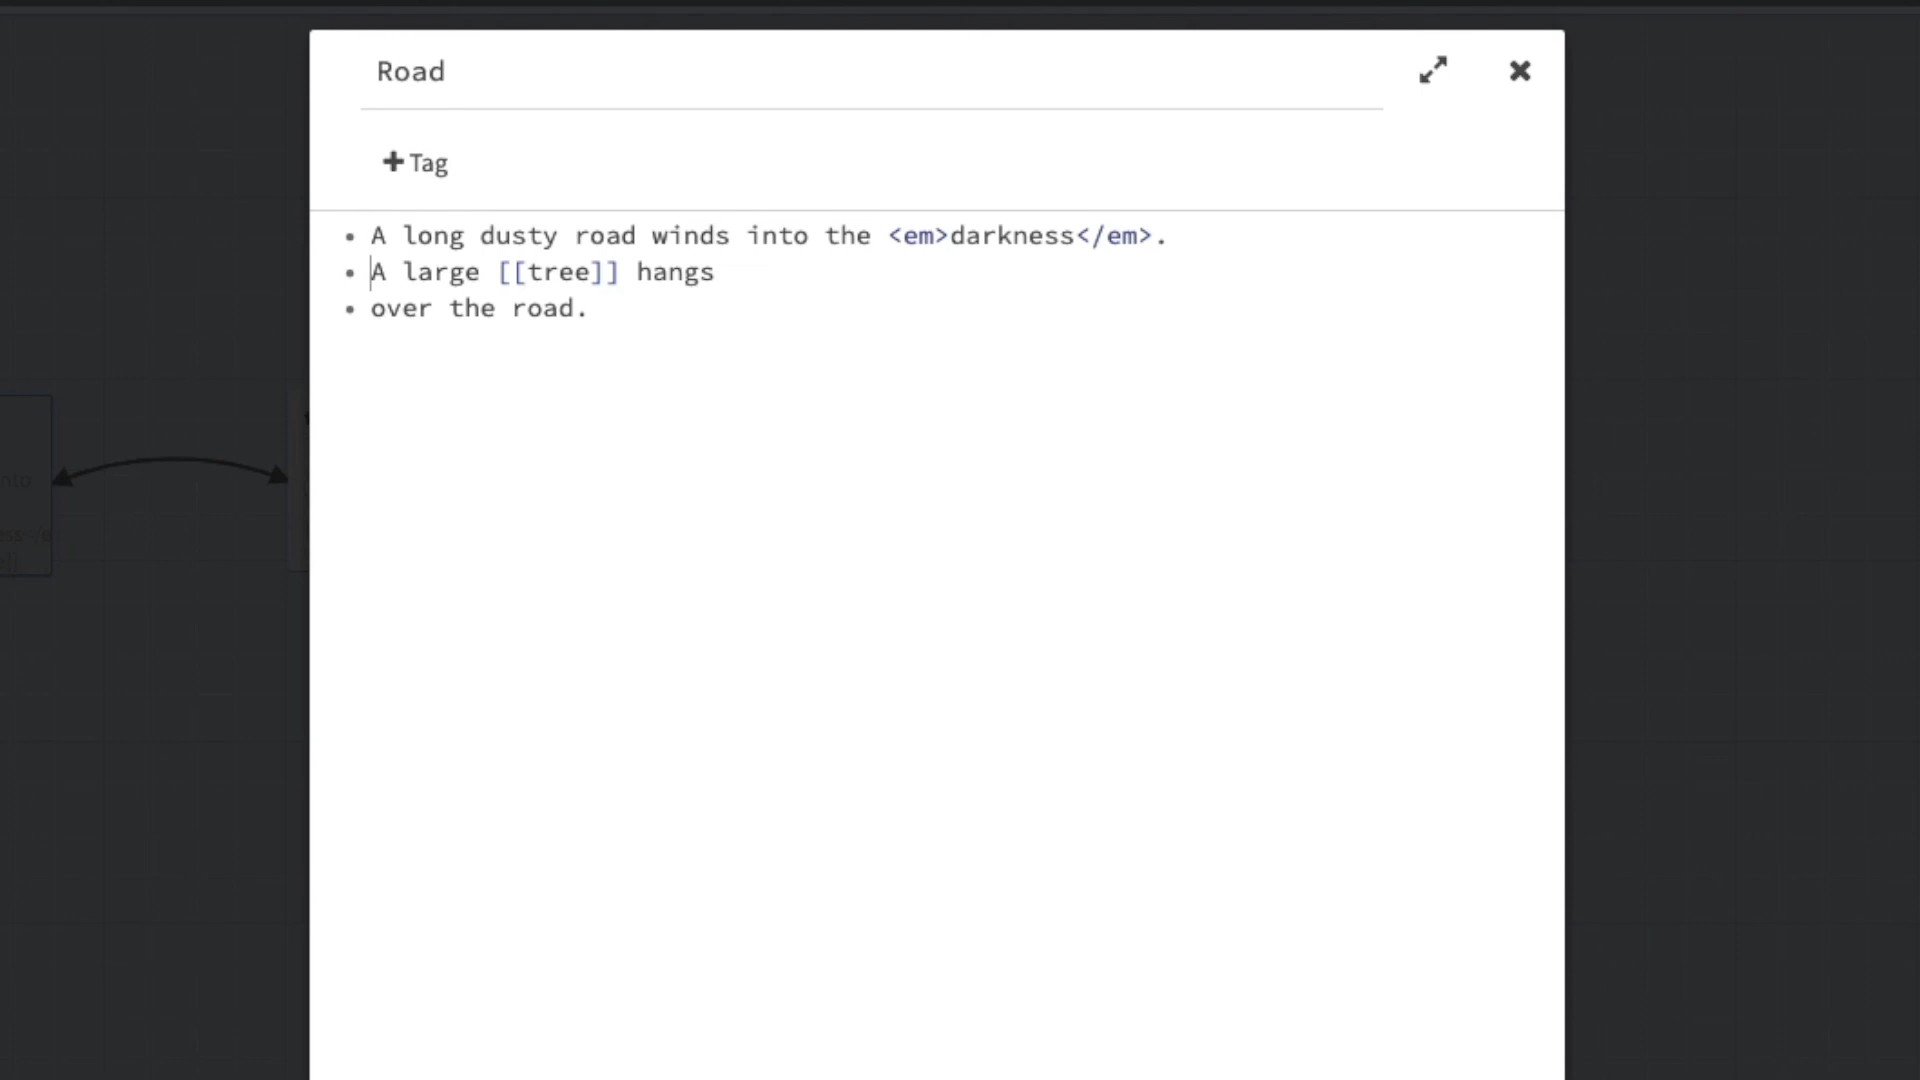 Road
+Tag
A long dusty road winds into the <em>darkness</em>.
A large [[tree]] hangs
over the road.